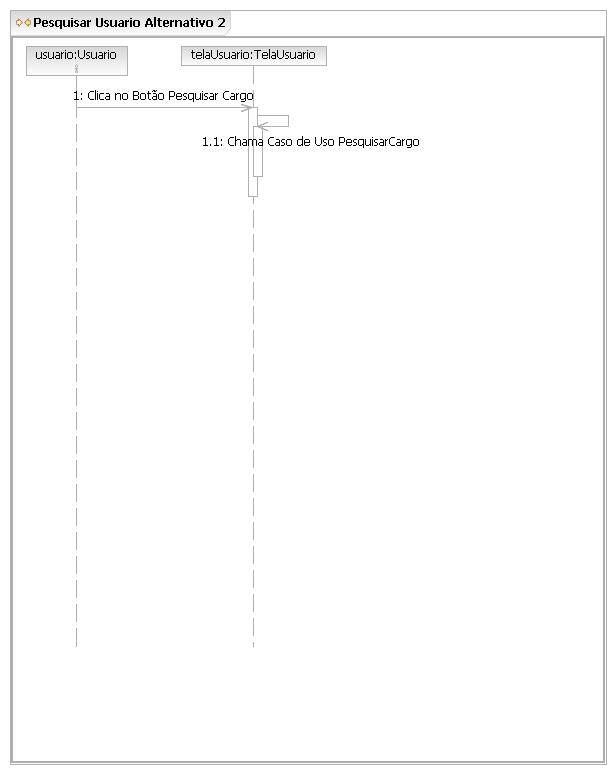 Pesquisar Usuario Alternativo 2
usuario:Usuario
telaUsuario:TelaUsuario
1: Clica no Botão Pesquisar Cargo
1.1: Chama Caso de Uso PesquisarCargo